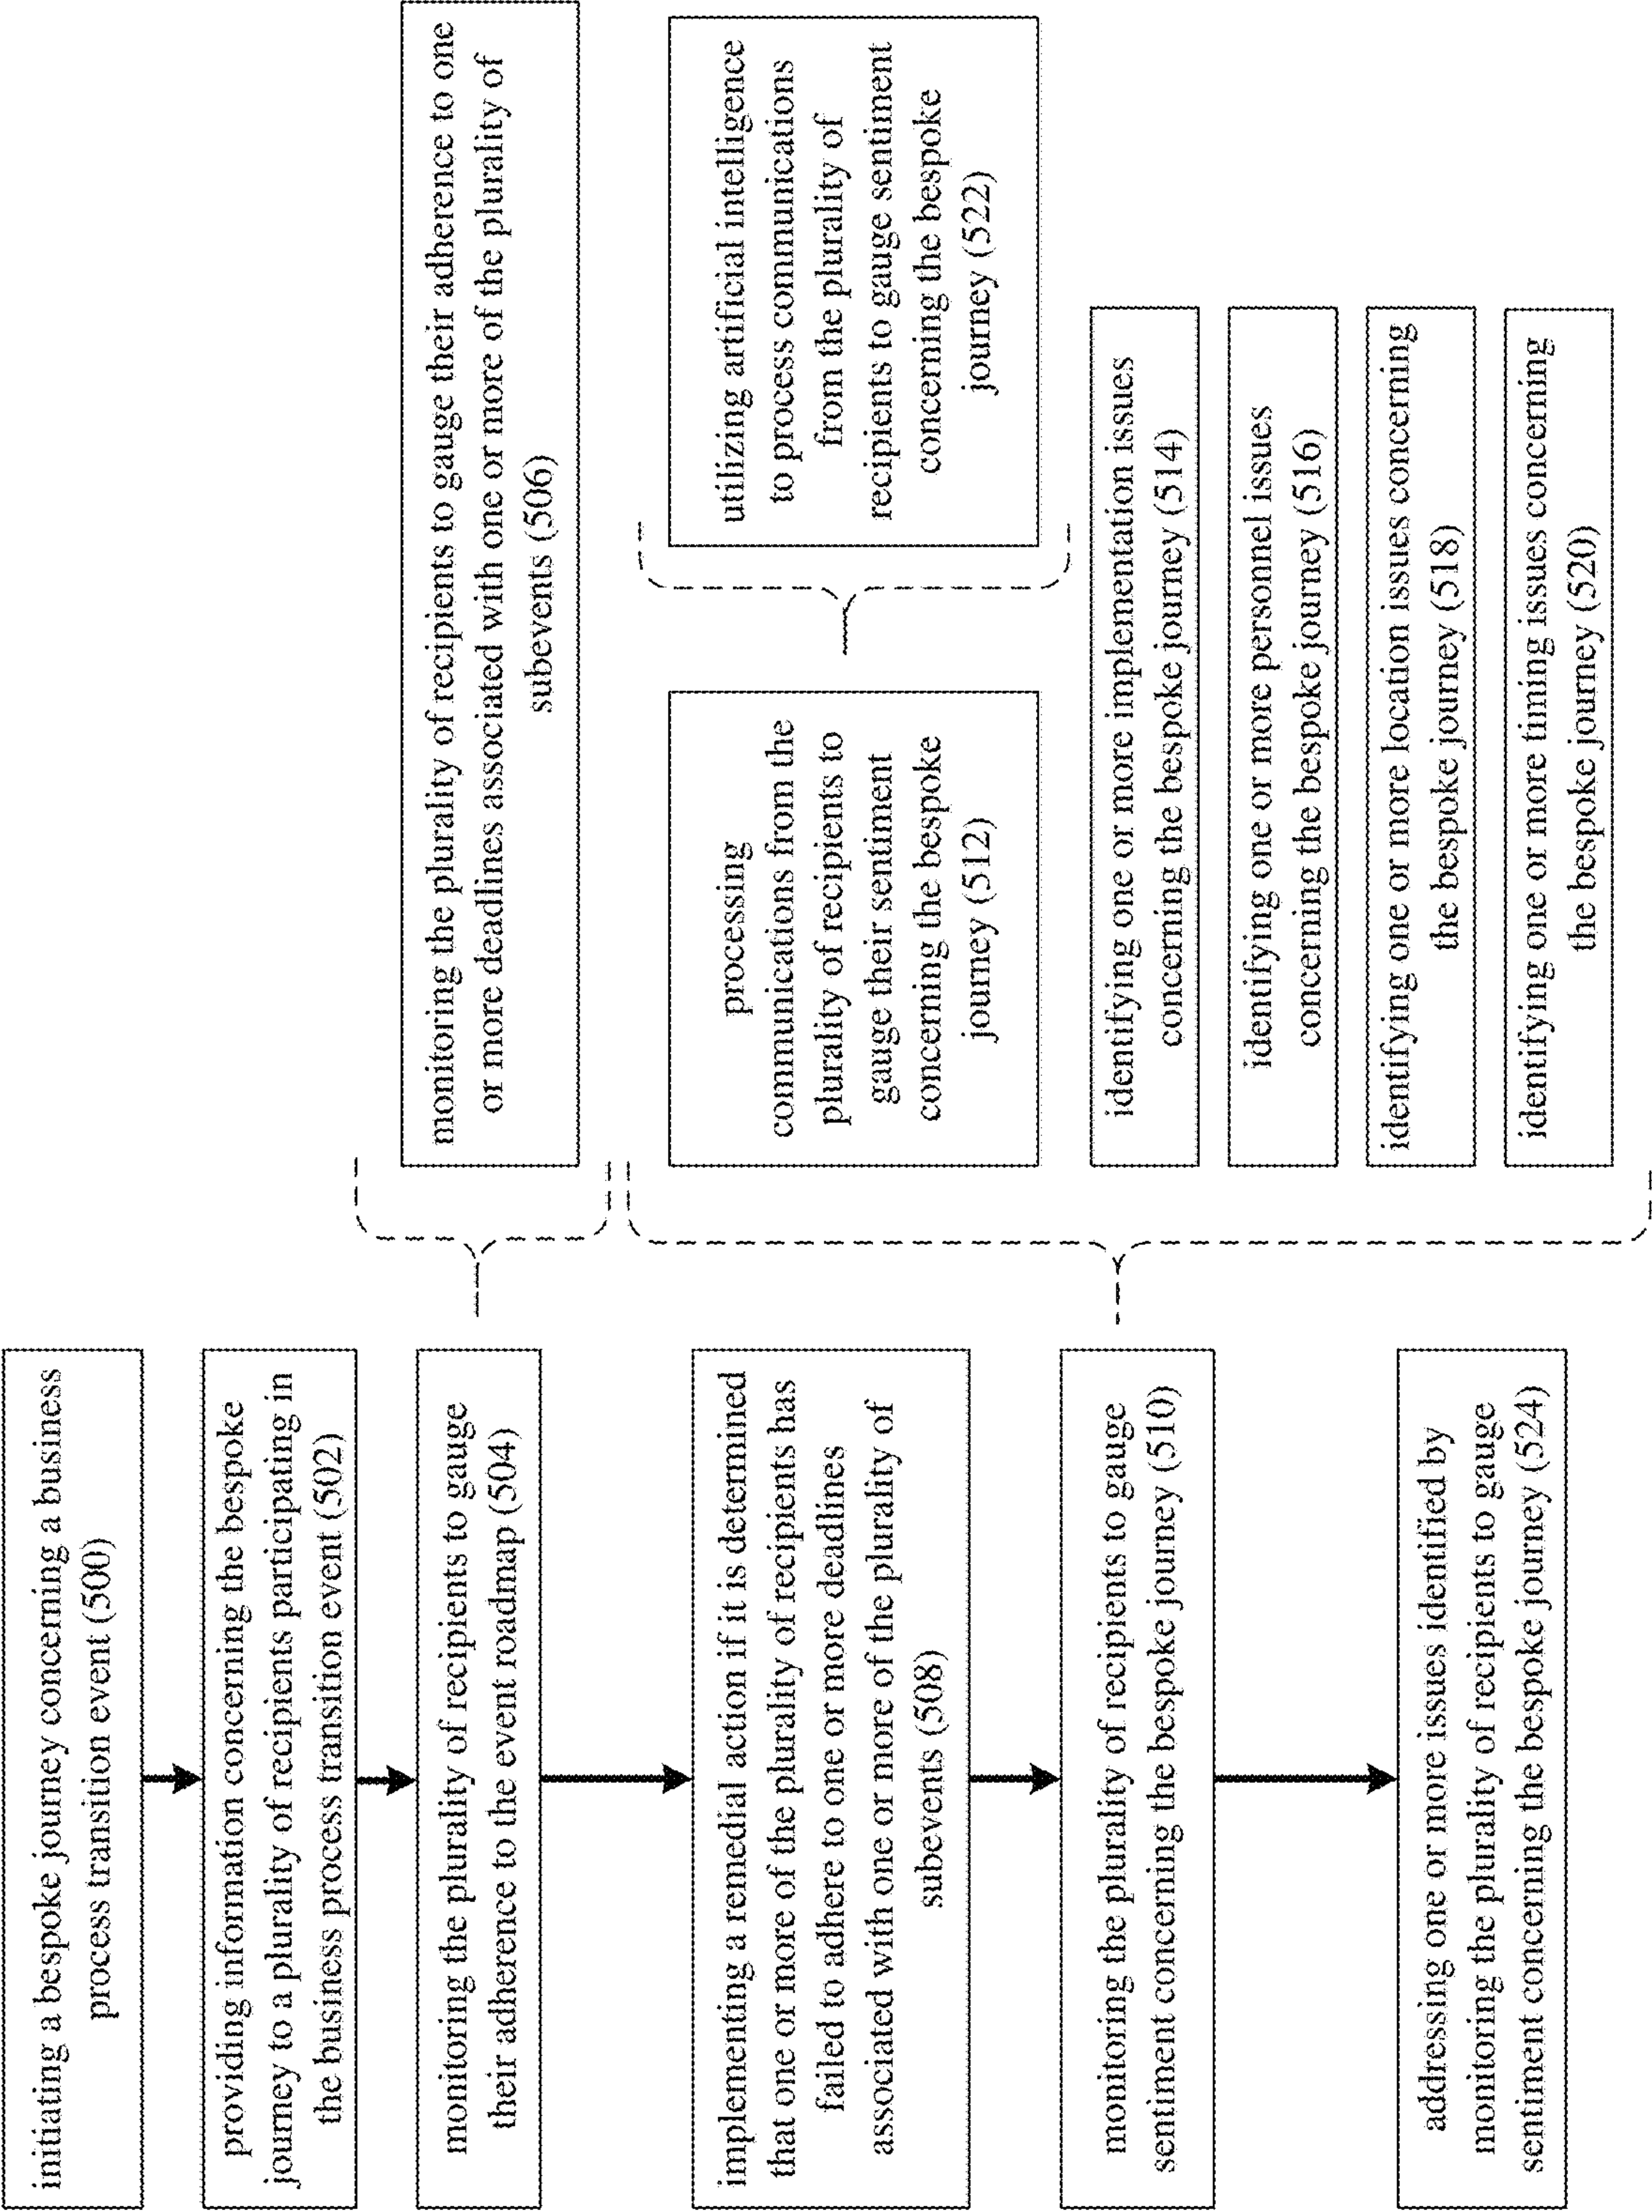 initiating a bespoke journey concerning a business
process transition event (500)
providing information concerning the bespoke
journey to a plurality of recipients participating in
the business process transition event (502)
monitoring the plurality of recipients to gauge
their adherence to the event roadmap (504)
monitoring the plurality of recipients to gauge their adherence to one
or more deadlines associated with one or more of the plurality of
subevents (506)
implementing a remedial action if it is determined
that one or more of the plurality of recipients has
failed to adhere to one or more deadlines
associated with one or more of the plurality of
subevents (508)
monitoring the plurality of recipients to gauge
sentiment concerning the bespoke journey (510)
processing
communications from the
plurality of recipients to
gauge their sentiment
concerning the bespoke
journey (512)
utilizing artificial intelligence
to process communications
from the plurality of
recipients to gauge sentiment
concerning the bespoke
journey (522)
identifying one or more implementation issues
concerning the bespoke journey (514)
identifying one or more personnel issues
concerning the bespoke journey (516)
identifying one or more location issues concerning
the bespoke journey (518)
identifying one or more timing issues concerning
the bespoke journey (520)
addressing one or more issues identified by
monitoring the plurality of recipients to gauge
sentiment concerning the bespoke journey (524)